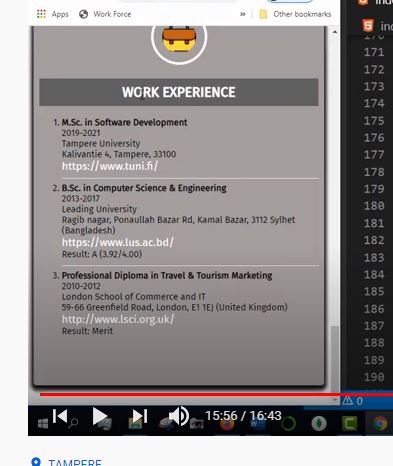 Apps Work Force » Other bookmarks
WORK EXPERIENCE
1. M.Sc. in Software Development
2019-2021
Tampere University
Kalivantie 4, Tampere, 33100
https://www.tuni.fi/
2. B.Sc. in Computer Science & Engineering
2013-2017
Leading University
Ragib nagar, Ponaullah Bazar Rd, Kamal Bazar, 3112 Sylhet
(Bangladesh)
https://www.lus.ac.bd/
Result: A (3.92/4.00)
3. Professional Diploma in Travel & Tourism Marketing
2010-2012
London School of Commerce and IT
59-66 Greenfield Road, London, E1 1EJ (United Kingdom)
http://www.lsci.org.uk/
Result: Merit
171
172
173
174
175
176
177
178
179
180
181
182
183
184
185
186
187
188
189
190
0
15:56 / 16:43
TAMPERE